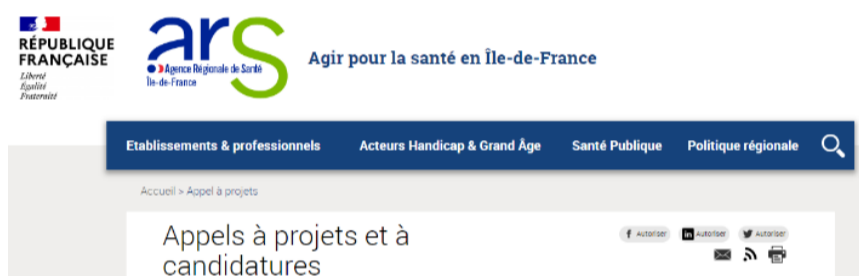 RÉPUBLIQUE
FRANÇAISE
Liberté
Égalité
Fraternité
ars
Agence Régionale de Santé
Île-de-France
Agir pour la santé en Île-de-France
Etablissements & professionnels Acteurs Handicap & Grand Âge Santé Publique Politique régionale
Accueil > Appel à projets
Appels à projets et à
candidatures
f Autoriser in Autoriser Autoriser